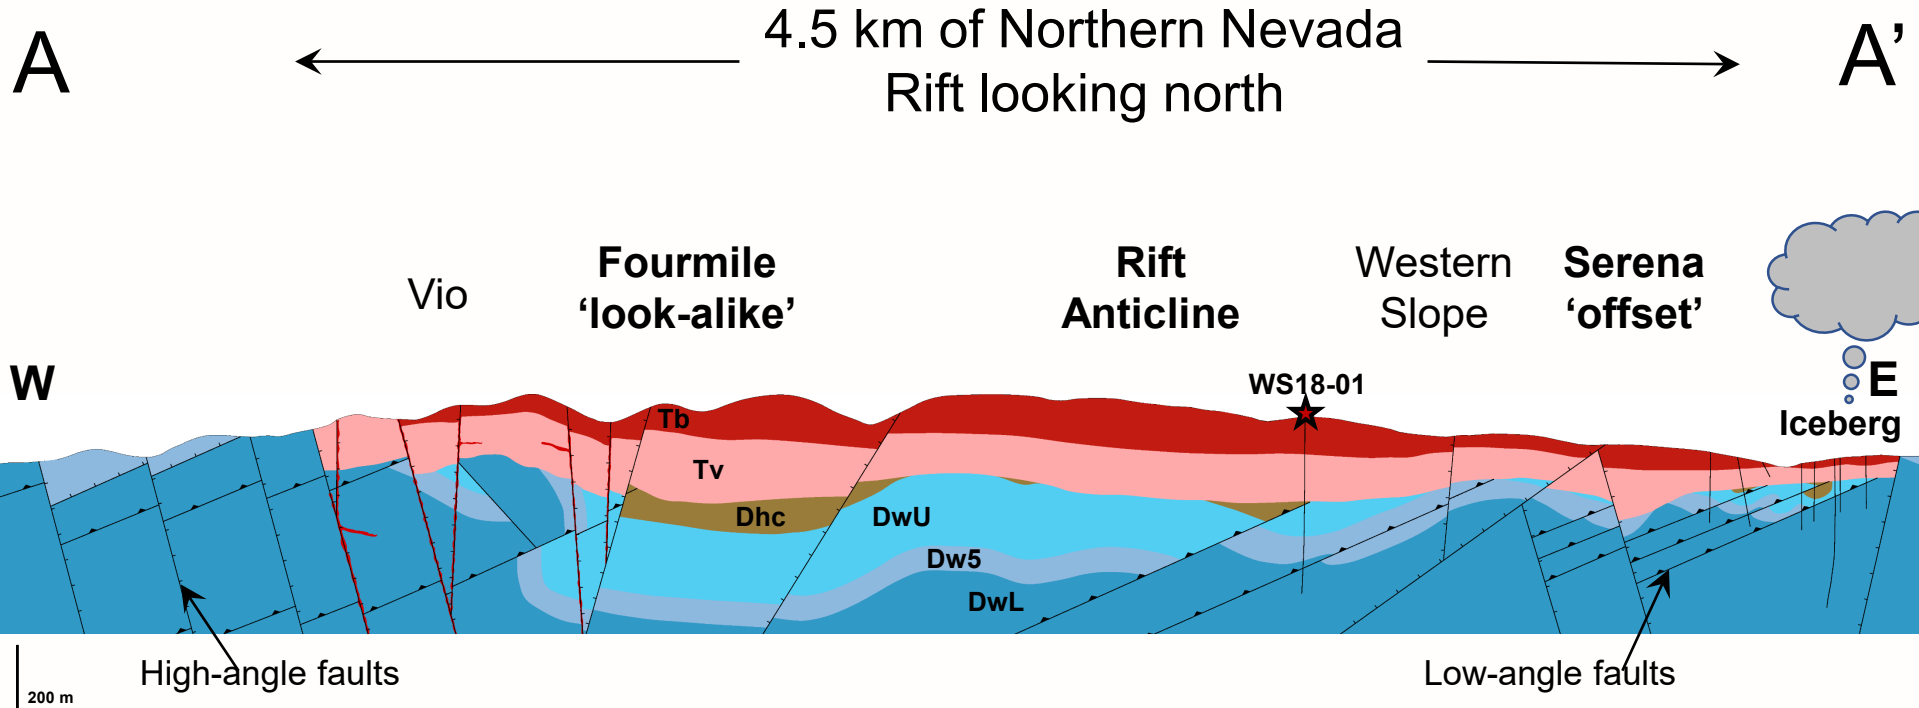 A
4.5 km of Northern Nevada
Rift looking north
A’
Vio
Fourmile
‘look-alike’
Rift
Anticline
Western
Slope
Serena
‘offset’
W
WS18-01
E
Iceberg
Tb
Tv
Dhc
DwU
Dw5
DwL
High-angle faults
Low-angle faults
200 m